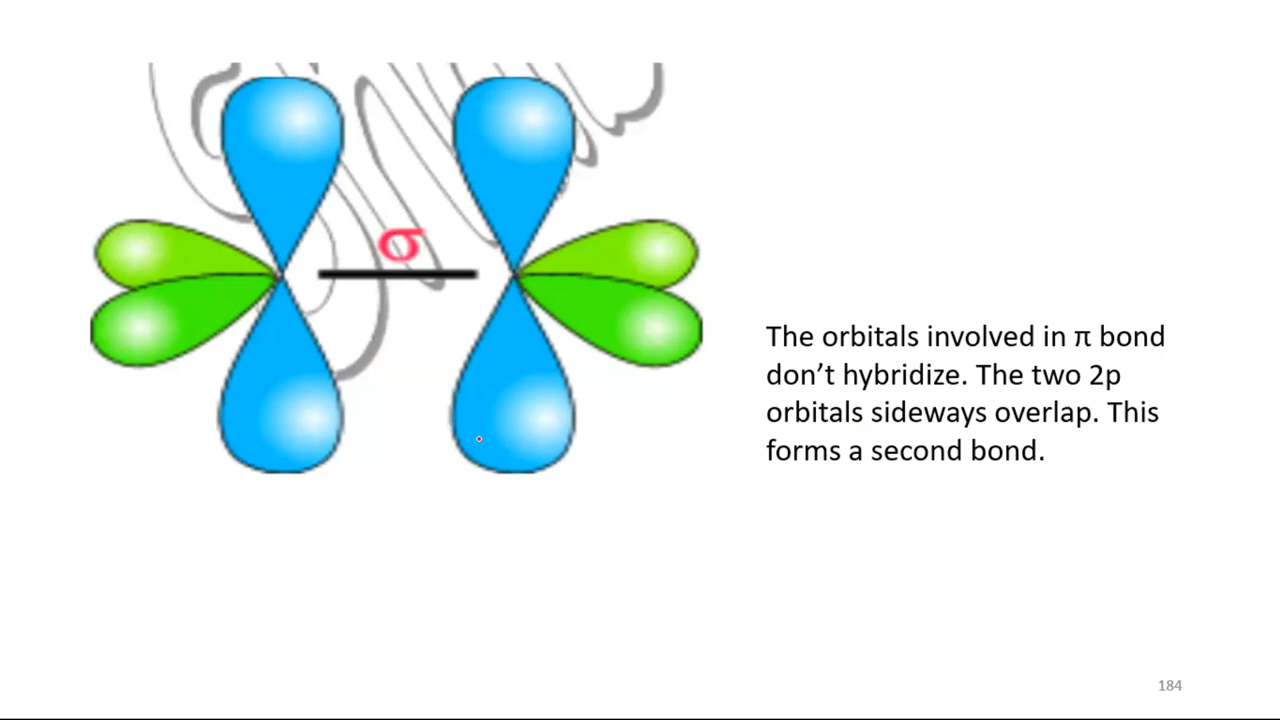 σ
The orbitals involved in π bond
don’t hybridize. The two 2p
orbitals sideways overlap. This
forms a second bond.
184